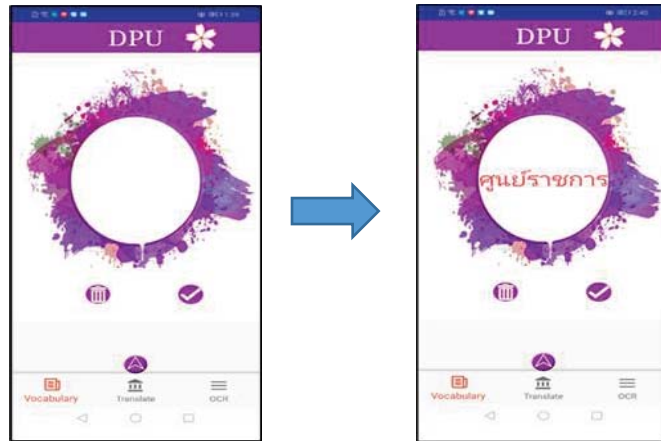 DPU
Vocabulary
Translate
OCR
DPU
ศูนย์ราชการ
Vocabulary
Translate
OCR